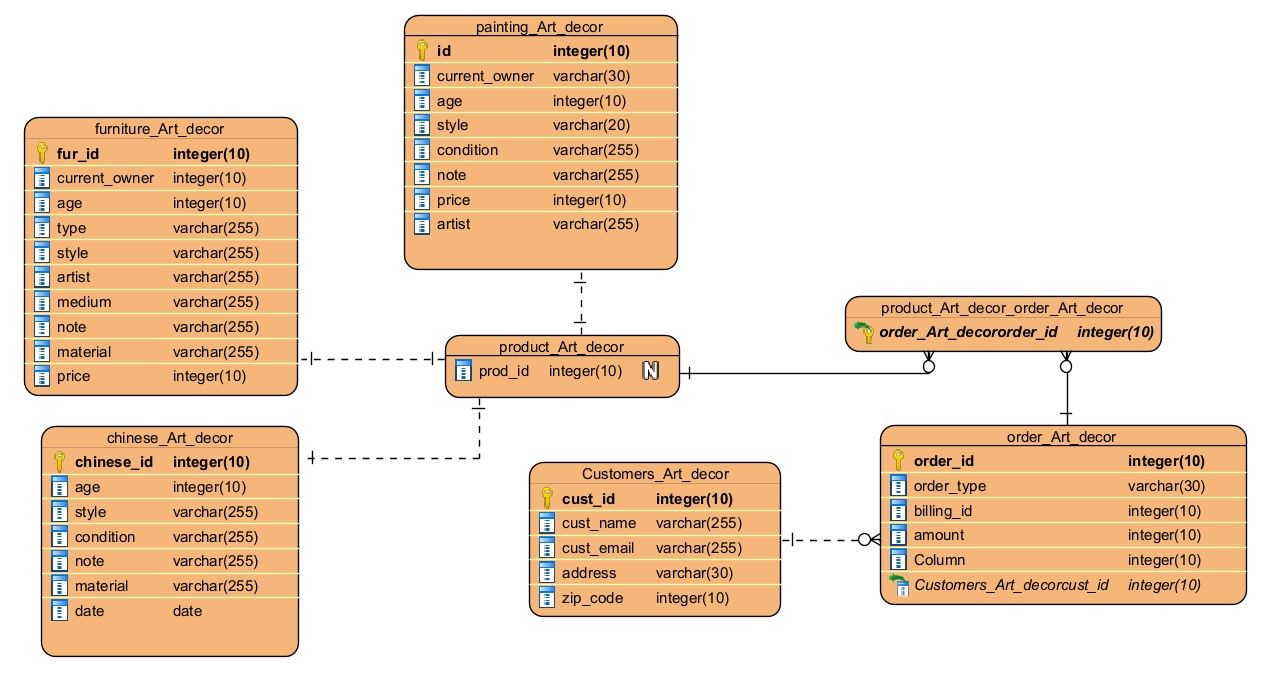 painting_Art_decor
id integer(10)
current_owner varchar(30)
age integer(10)
style varchar(20)
condition varchar(255)
note varchar(255)
price integer(10)
artist varchar(255)
furniture_Art_decor
fur_id integer(10)
current_owner integer(10)
age integer(10)
type varchar(255)
style varchar(255)
artist varchar(255)
medium varchar(255)
note varchar(255)
material varchar(255)
price integer(10)
product_Art_decor_order_Art_decor
order_Art_decororder_id integer(10)
product_Art_decor
prod_id integer(10) N
chinese_Art_decor
chinese_id integer(10)
age integer(10)
style varchar(255)
condition varchar(255)
note varchar(255)
material varchar(255)
date date
Customers_Art_decor
cust_id integer(10)
cust_name varchar(255)
cust_email varchar(255)
address varchar(30)
zip_code integer(10)
order_Art_decor
order_id integer(10)
order_type varchar(30)
billing_id integer(10)
amount integer(10)
Column integer(10)
Customers_Art_decorcust_id integer(10)